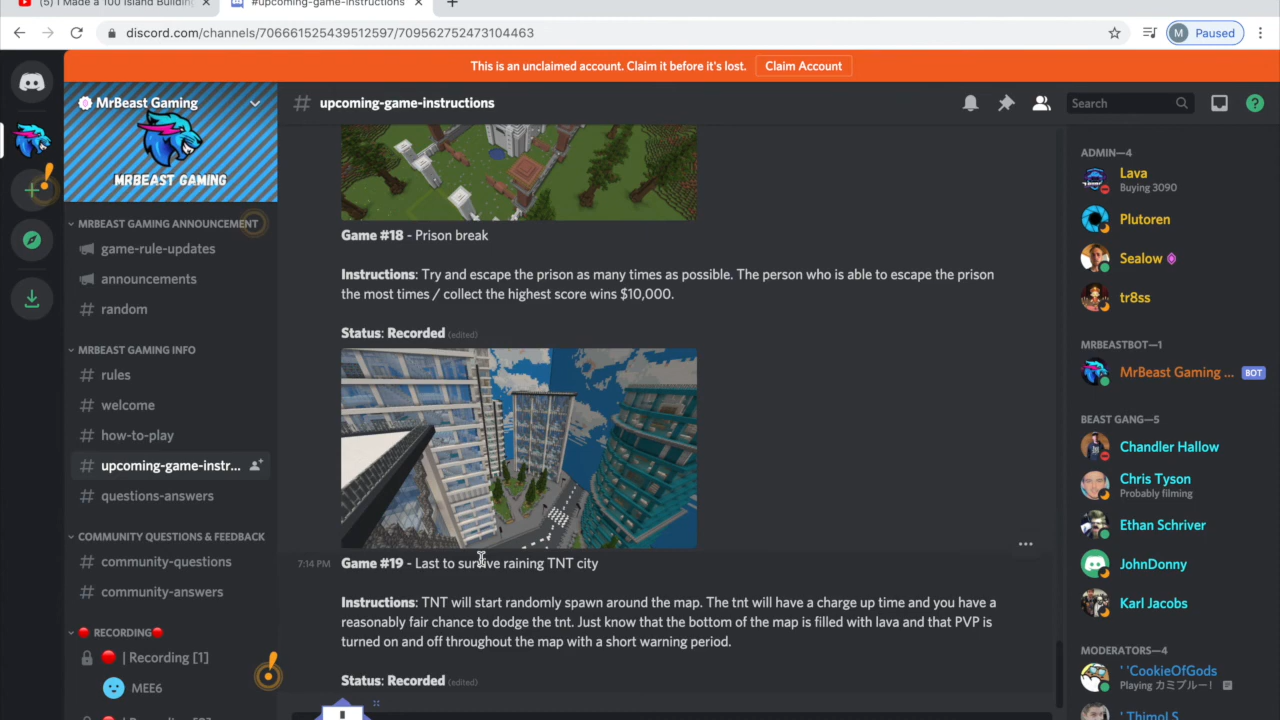 (5) I Made a 100 Island Building
#upcoming-game-instructions
discord.com/channels/706661525439512597/709562752473104463
M
Paused
This is an unclaimed account. Claim it before it's lost.
Claim Account
MrBeast Gaming
MRBEAST GAMING
MRBEAST GAMING ANNOUNCEMENT
game-rule-updates
announcements
random
MRBEAST GAMING INFO
rules
welcome
how-to-play
upcoming-game-instr...
questions-answers
COMMUNITY QUESTIONS & FEEDBACK
community-questions
community-answers
RECORDING
| Recording [1]
MEE6
upcoming-game-instructions
Search
Game #18 - Prison break
Instructions: Try and escape the prison as many times as possible. The person who is able to escape the prison
the most times / collect the highest score wins $10,000.
Status: Recorded (edited)
7:14 PM Game #19 - Last to survive raining TNT city
Instructions: TNT will start randomly spawn around the map. The tnt will have a charge up time and you have a
reasonably fair chance to dodge the tnt. Just know that the bottom of the map is filled with lava and that PVP is
turned on and off throughout the map with a short warning period.
Status: Recorded (edited)
ADMIN—4
Lava
Buying 3090
Plutoren
Sealow
tr8ss
MRBEASTBOT—1
MrBeast Gaming ... BOT
BEAST GANG—5
Chandler Hallow
Chris Tyson
Probably filming
Ethan Schriver
JohnDonny
Karl Jacobs
MODERATORS—4
' 'CookieOfGods
Playing カミブルー!
' Thimol S